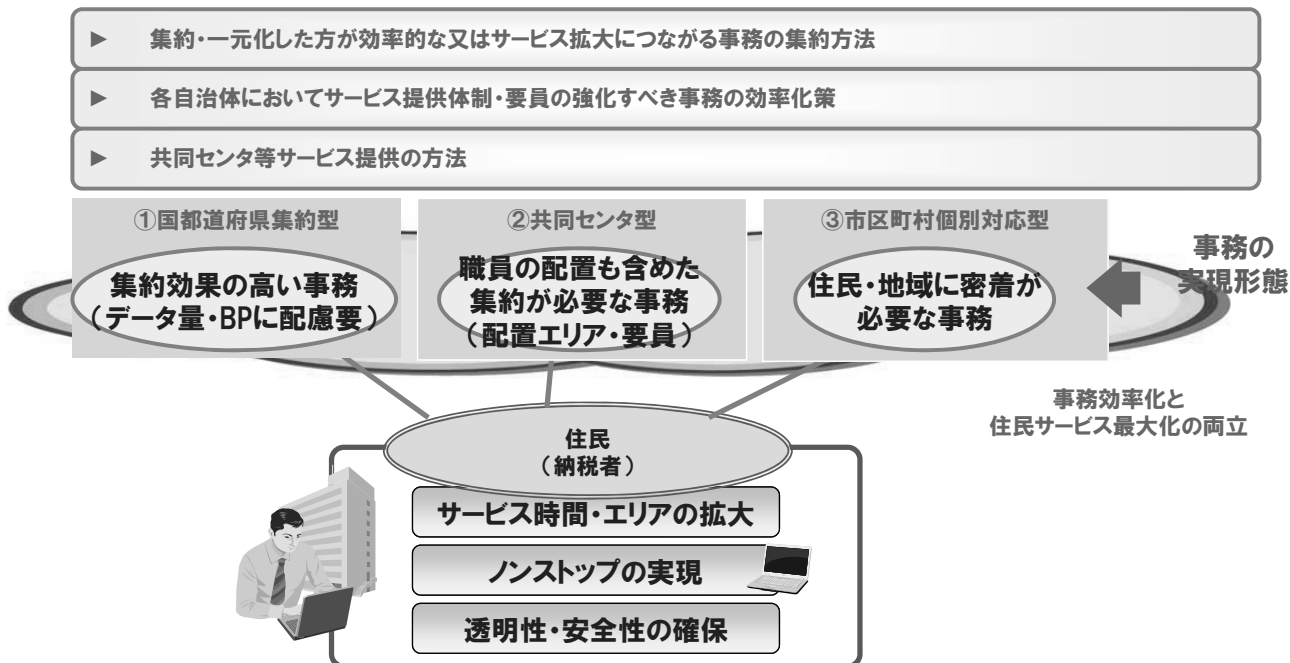 ► 集約・一元化した方が効率的な又はサービス拡大につながる事務の集約方法
► 各自治体においてサービス提供体制・要員の強化すべき事務の効率化策
► 共同センタ等サービス提供の方法
①国都道府県集約型
集約効果の高い事務
(データ量・BPに配慮要)
②共同センタ型
職員の配置も含めた
集約が必要な事務
(配置エリア・要員)
③市区町村個別対応型
住民・地域に密着が
必要な事務
事務の
実現形態
事務効率化と
住民サービス最大化の両立
住民
(納税者)
サービス時間・エリアの拡大
ノンストップの実現
透明性・安全性の確保